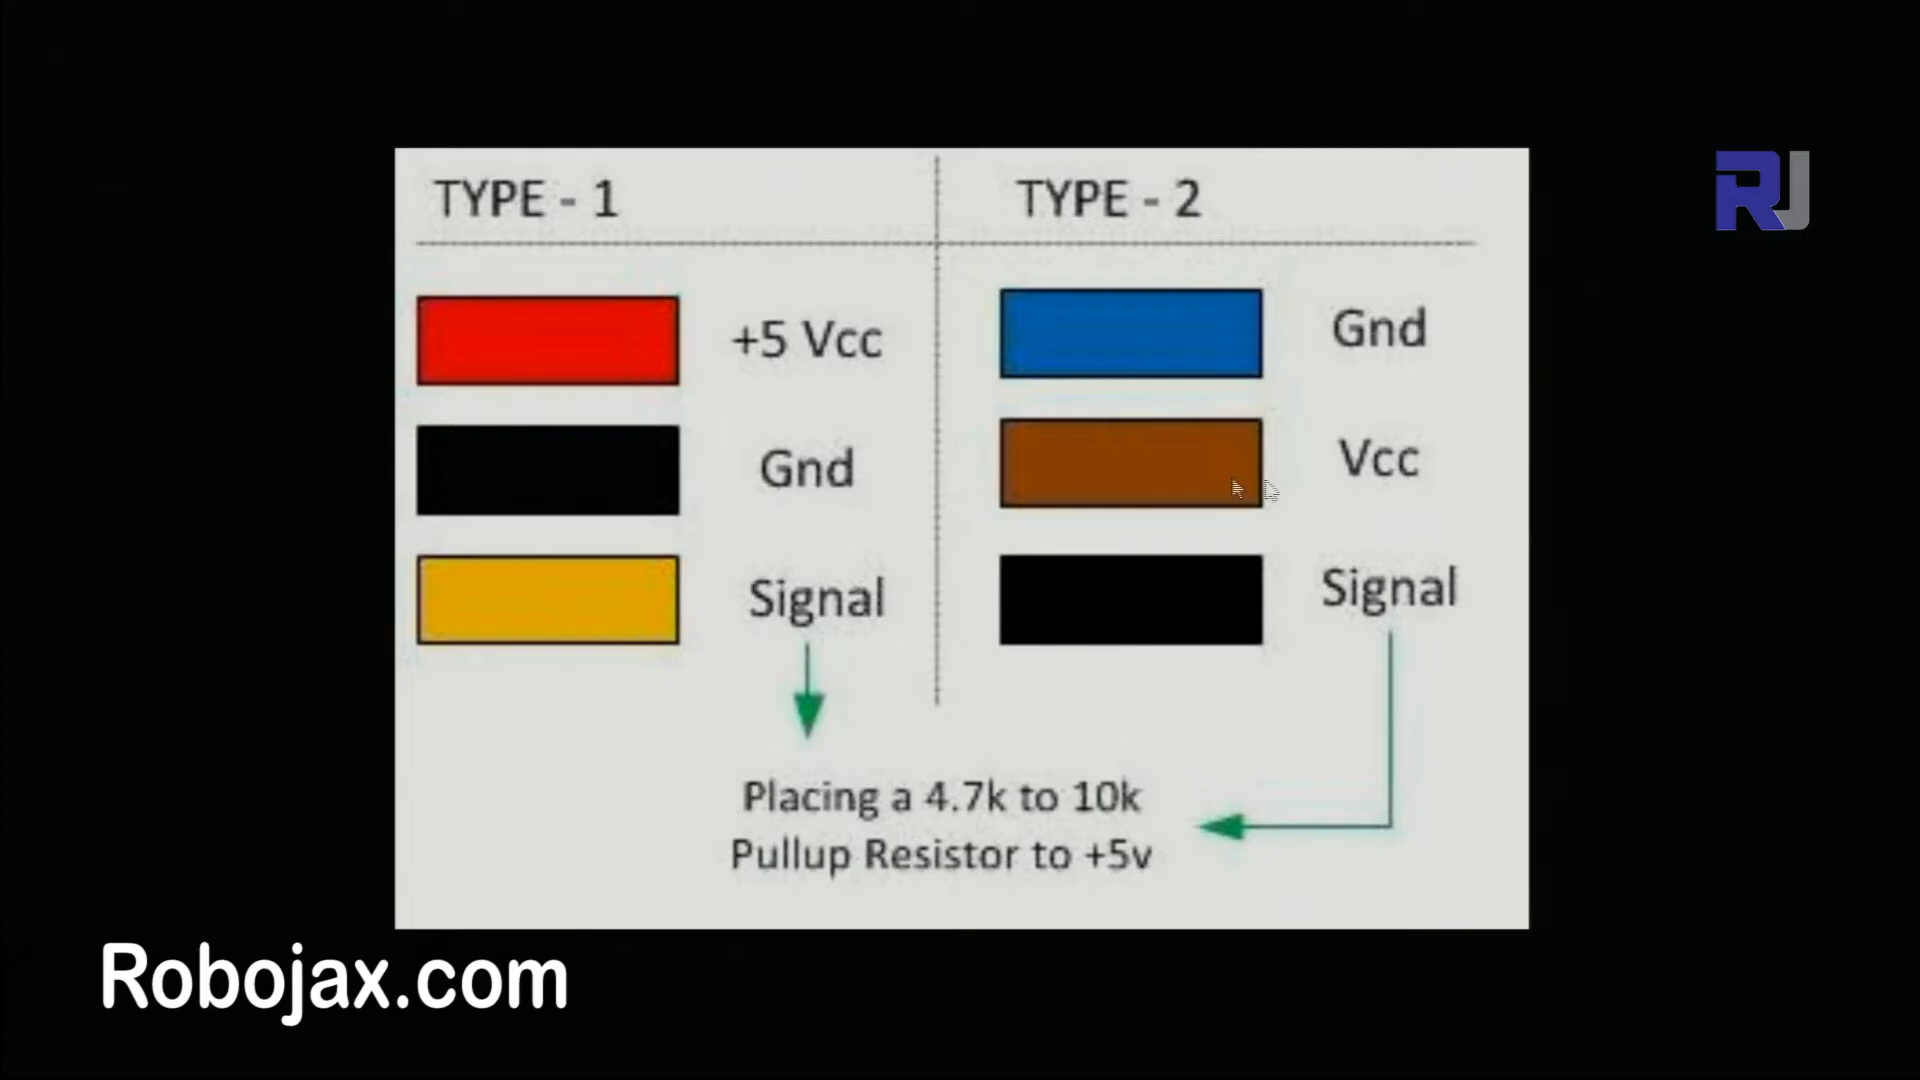 RJ
TYPE - 1
TYPE - 2
+5 Vcc
Gnd
Gnd
Vcc
Signal
Signal
Placing a 4.7k to 10k
Pullup Resistor to +5v
Robojax.com